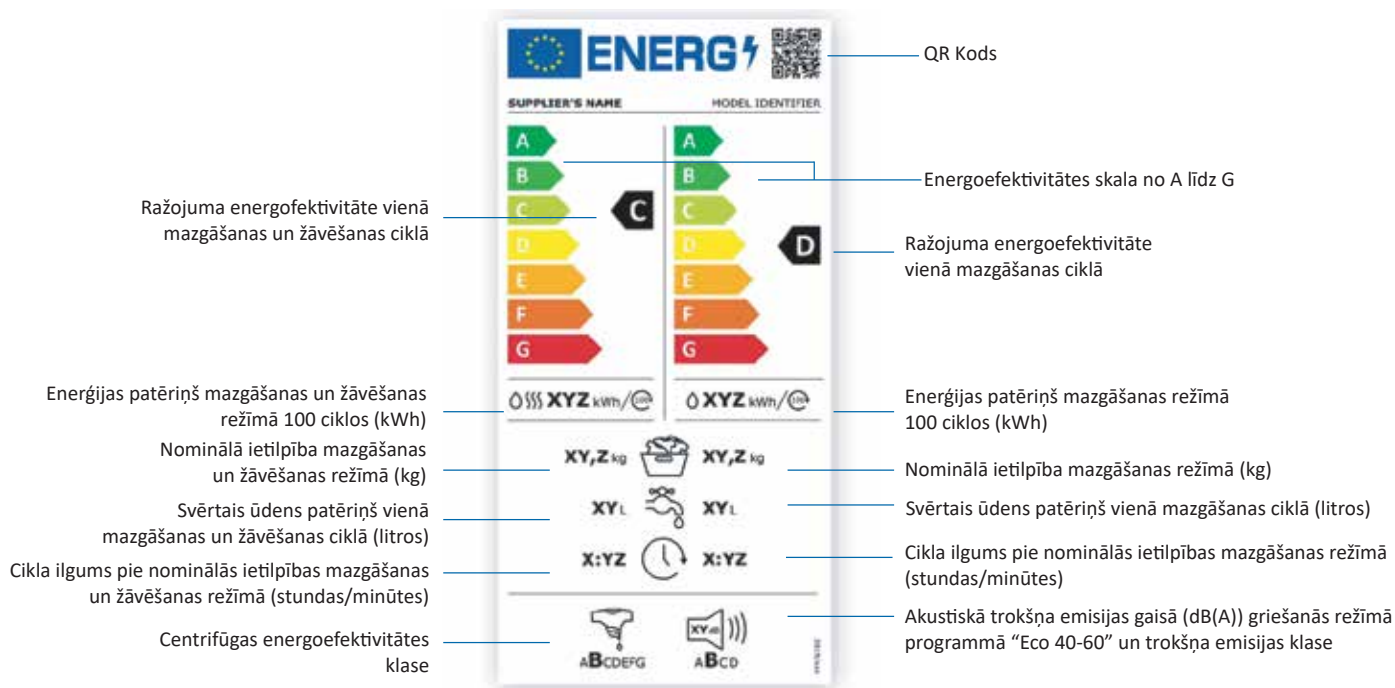 ENERG
QR Kods
SUPPLIER'S NAME
MODEL IDENTIFIER
A
B
C
D
E
F
G
C
A
B
C
D
E
F
G
D
Energoefektivitātes skala no A līdz G
Ražojuma energofektivitāte vienā
mazgāšanas un žāvēšanas ciklā
Ražojuma energoefektivitāte
vienā mazgāšanas ciklā
Enerģijas patēriņš mazgāšanas un žāvēšanas
režīmā 100 ciklos (kWh)
XYZ kWh/100
XYZ kWh/100
Enerģijas patēriņš mazgāšanas režīmā
100 ciklos (kWh)
Nominālā ietilpība mazgāšanas
un žāvēšanas režīmā (kg)
XY,Z kg
XY,Z kg
Nominālā ietilpība mazgāšanas režīmā (kg)
Svērtais ūdens patēriņš vienā
mazgāšanas un žāvēšanas ciklā (litros)
XY L
XY L
Svērtais ūdens patēriņš vienā mazgāšanas ciklā (litros)
Cikla ilgums pie nominālās ietilpības mazgāšanas
un žāvēšanas režīmā (stundas/minūtes)
X:YZ
X:YZ
Cikla ilgums pie nominālās ietilpības mazgāšanas režīmā
(stundas/minūtes)
Centrifūgas energoefektivitātes
klase
ABCDEFG
XY dB
ABCD
Akustiskā trokšņa emisijas gaisā (dB(A)) griešanās režīmā
programmā “Eco 40-60” un trokšņa emisijas klase